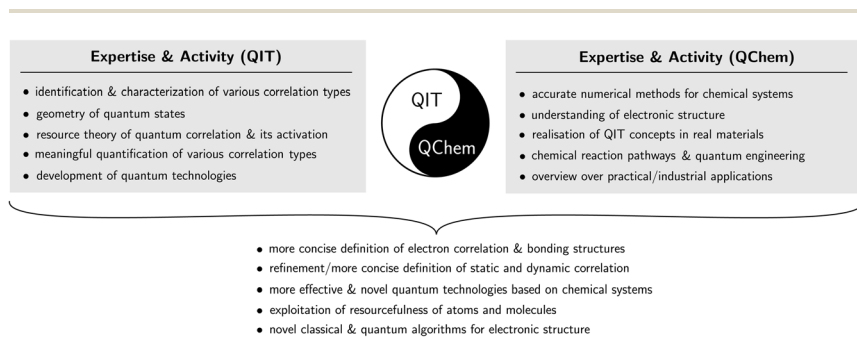 Expertise & Activity (QIT)
• identification & characterization of various correlation types
• geometry of quantum states
• resource theory of quantum correlation & its activation
• meaningful quantification of various correlation types
• development of quantum technologies
QIT
QChem
Expertise & Activity (QChem)
• accurate numerical methods for chemical systems
• understanding of electronic structure
• realisation of QIT concepts in real materials
• chemical reaction pathways & quantum engineering
• overview over practical/industrial applications
• more concise definition of electron correlation & bonding structures
• refinement/more concise definition of static and dynamic correlation
• more effective & novel quantum technologies based on chemical systems
• exploitation of resourcefulness of atoms and molecules
• novel classical & quantum algorithms for electronic structure